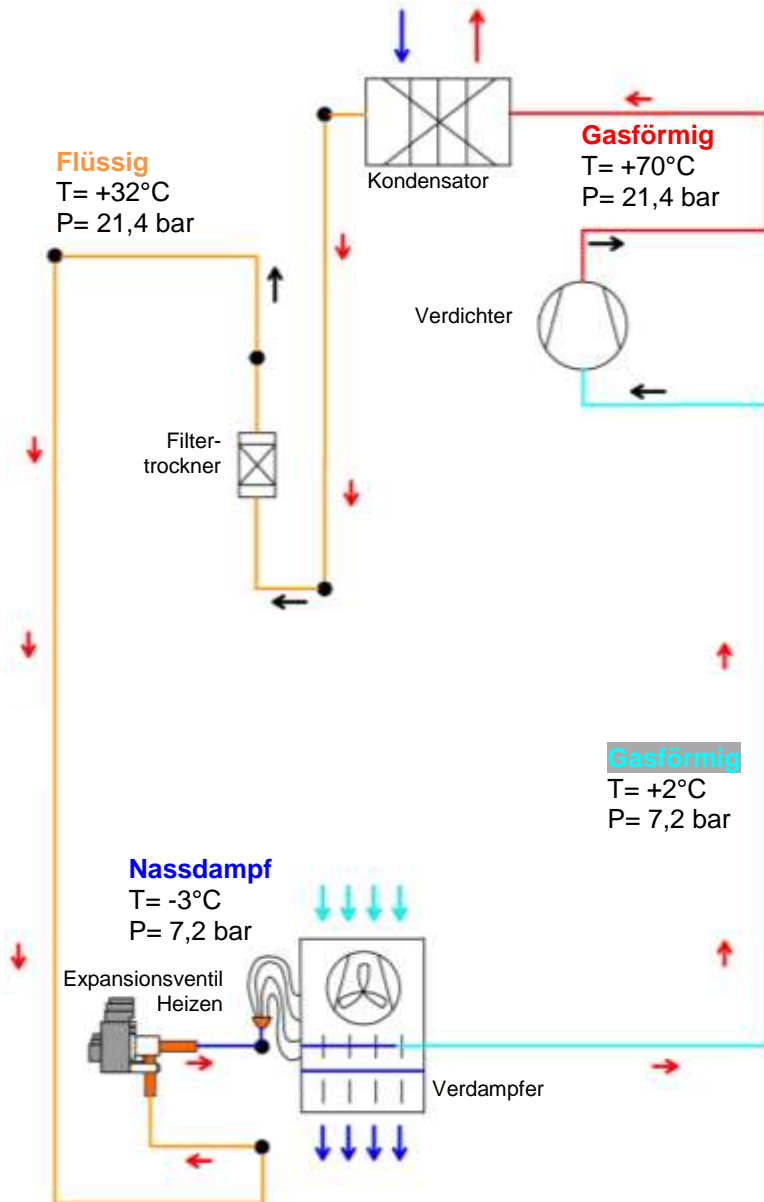 Kondensator
Gasförmig
T= +70°C
P= 21,4 bar
Flüssig
T= +32°C
P= 21,4 bar
Verdichter
Filter-
trockner
Gasförmig
T= +2°C
P= 7,2 bar
Nassdampf
T= -3°C
P= 7,2 bar
Expansionsventil
Heizen
Verdampfer